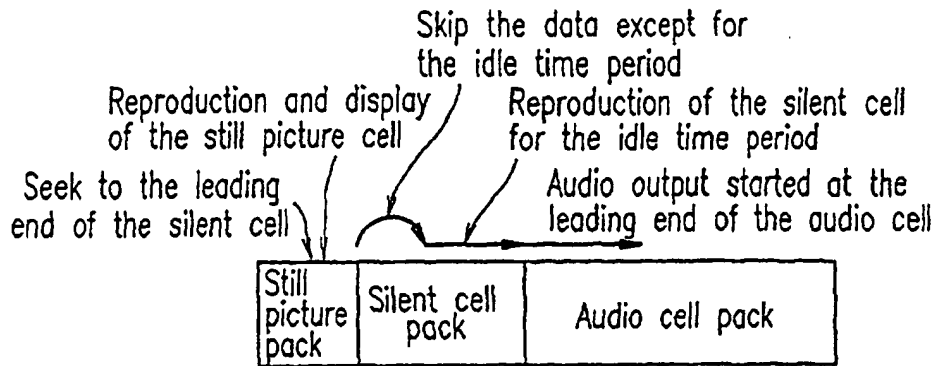 Skip the data except for
the idle time period
Reproduction and display
of the still picture cell
Reproduction of the silent cell
for the idle time period
Seek to the leading
end of the silent cell
Audio output started at the
leading end of the audio cell
Still
picture
pack
Silent cell
pack
Audio cell pack